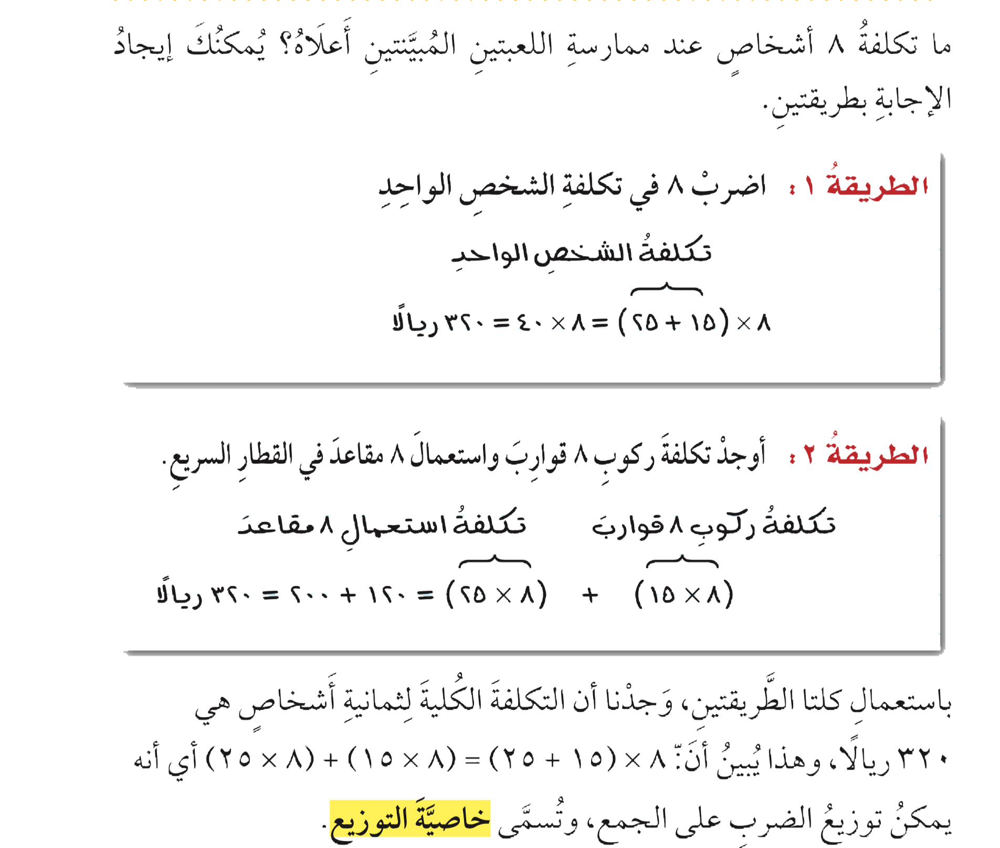 ما تكلفةُ ٨ أشخاصٍ عند ممارسةِ اللعبتينِ المُبيَّنتينِ أَعلَاهُ؟ يُمكنُكَ إيجادُ
الإجابةِ بطريقتينِ.
الطريقةُ ١ : اضربْ ٨ في تكلفةِ الشخصِ الواحِدِ
تكلفةُ الشخصِ الواحدِ
٨ × (١٥ + ٢٥) = ٨ × ٤٠ = ٣٢٠ ريالًا
الطريقةُ ٢ : أوجدْ تكلفةَ ركوبِ ٨ قوارِبَ واستعمالَ ٨ مقاعدَ في القطارِ السريعِ.
تكلفةُ ركوبِ ٨ قواربَ تكلفةُ استعمالِ ٨ مقاعدَ
(٨ × ١٥) + (٨ × ٢٥) = ١٢٠ + ٢٠٠ = ٣٢٠ ريالًا
باستعمالِ كلتا الطَّريقتينِ، وَجدْنا أن التكلفةَ الكُليةَ لِثمانيةِ أَشخاصٍ هي
٣٢٠ ريالًا، وهذا يُبينُ أنَّ: ٨ × (١٥ + ٢٥) = (٨ × ١٥) + (٨ × ٢٥) أي أنه
يمكنُ توزيعُ الضربِ على الجمع، وتُسمَّى خاصيَّةَ التوزيع.